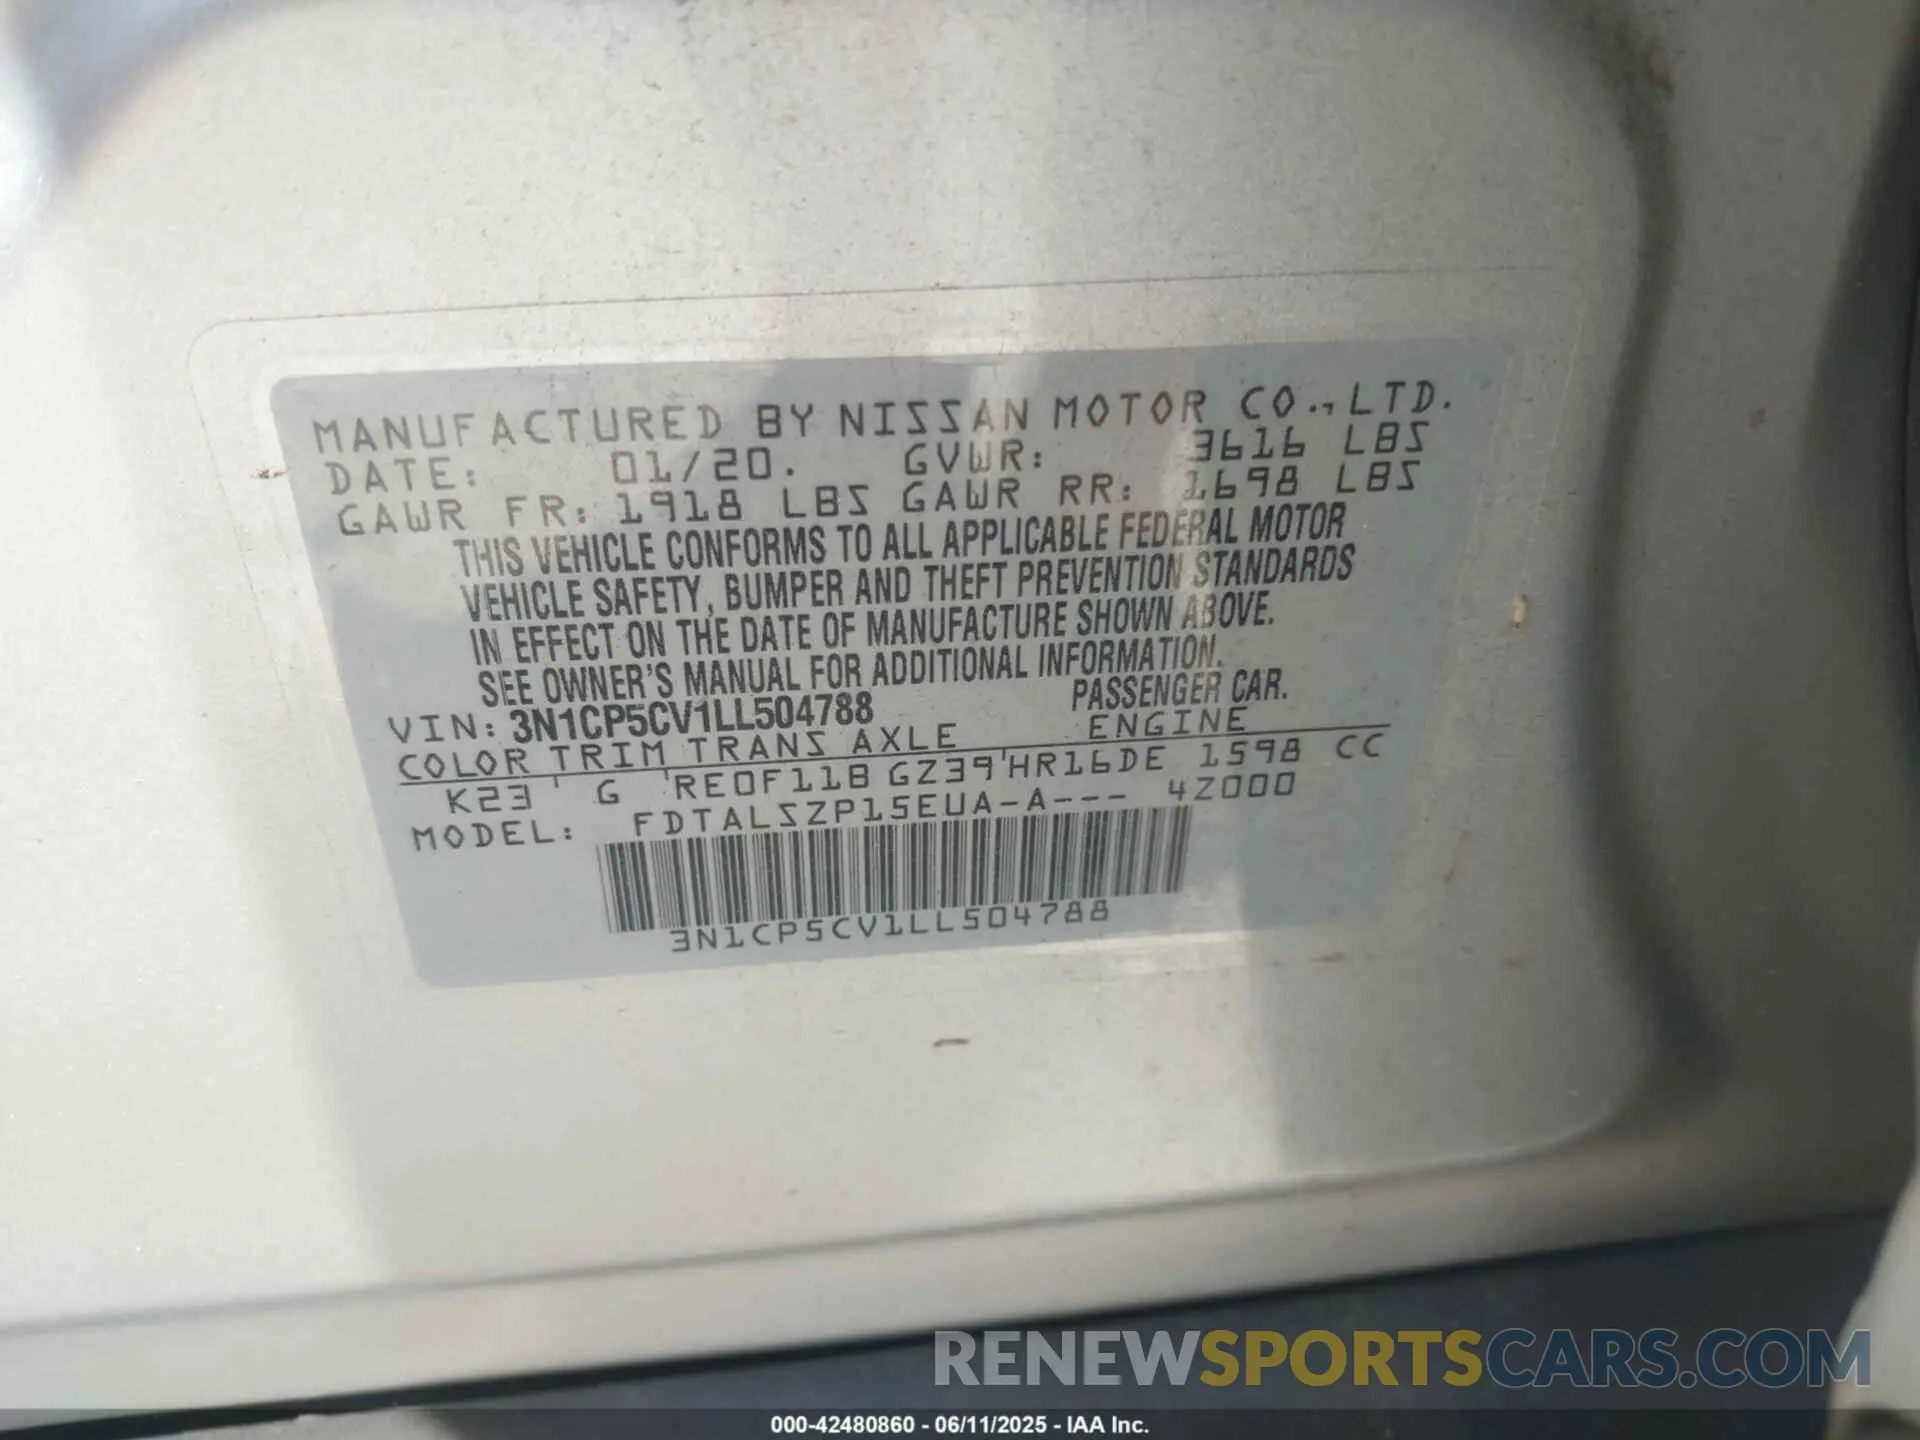 MANUFACTURED BY NISSAN MOTOR CO., LTD.
DATE: 01/20. GVWR: 3616 LBS
GAWR FR: 1918 LBS GAWR RR: 1698 LBS
THIS VEHICLE CONFORMS TO ALL APPLICABLE FEDERAL MOTOR
VEHICLE SAFETY, BUMPER AND THEFT PREVENTION STANDARDS
IN EFFECT ON THE DATE OF MANUFACTURE SHOWN ABOVE.
SEE OWNER'S MANUAL FOR ADDITIONAL INFORMATION.
VIN: 3N1CP5CV1LL504788 PASSENGER CAR.
COLOR TRIM TRANS AXLE ENGINE
K23 ' G 'RE0F11B GZ39'HR16DE 1598 CC
MODEL: FDTALSZP15EUA-A--- 4Z000
3N1CP5CV1LL504788
RENEWSPORTSCARS.COM
000-42480860 - 06/11/2025 - IAA Inc.